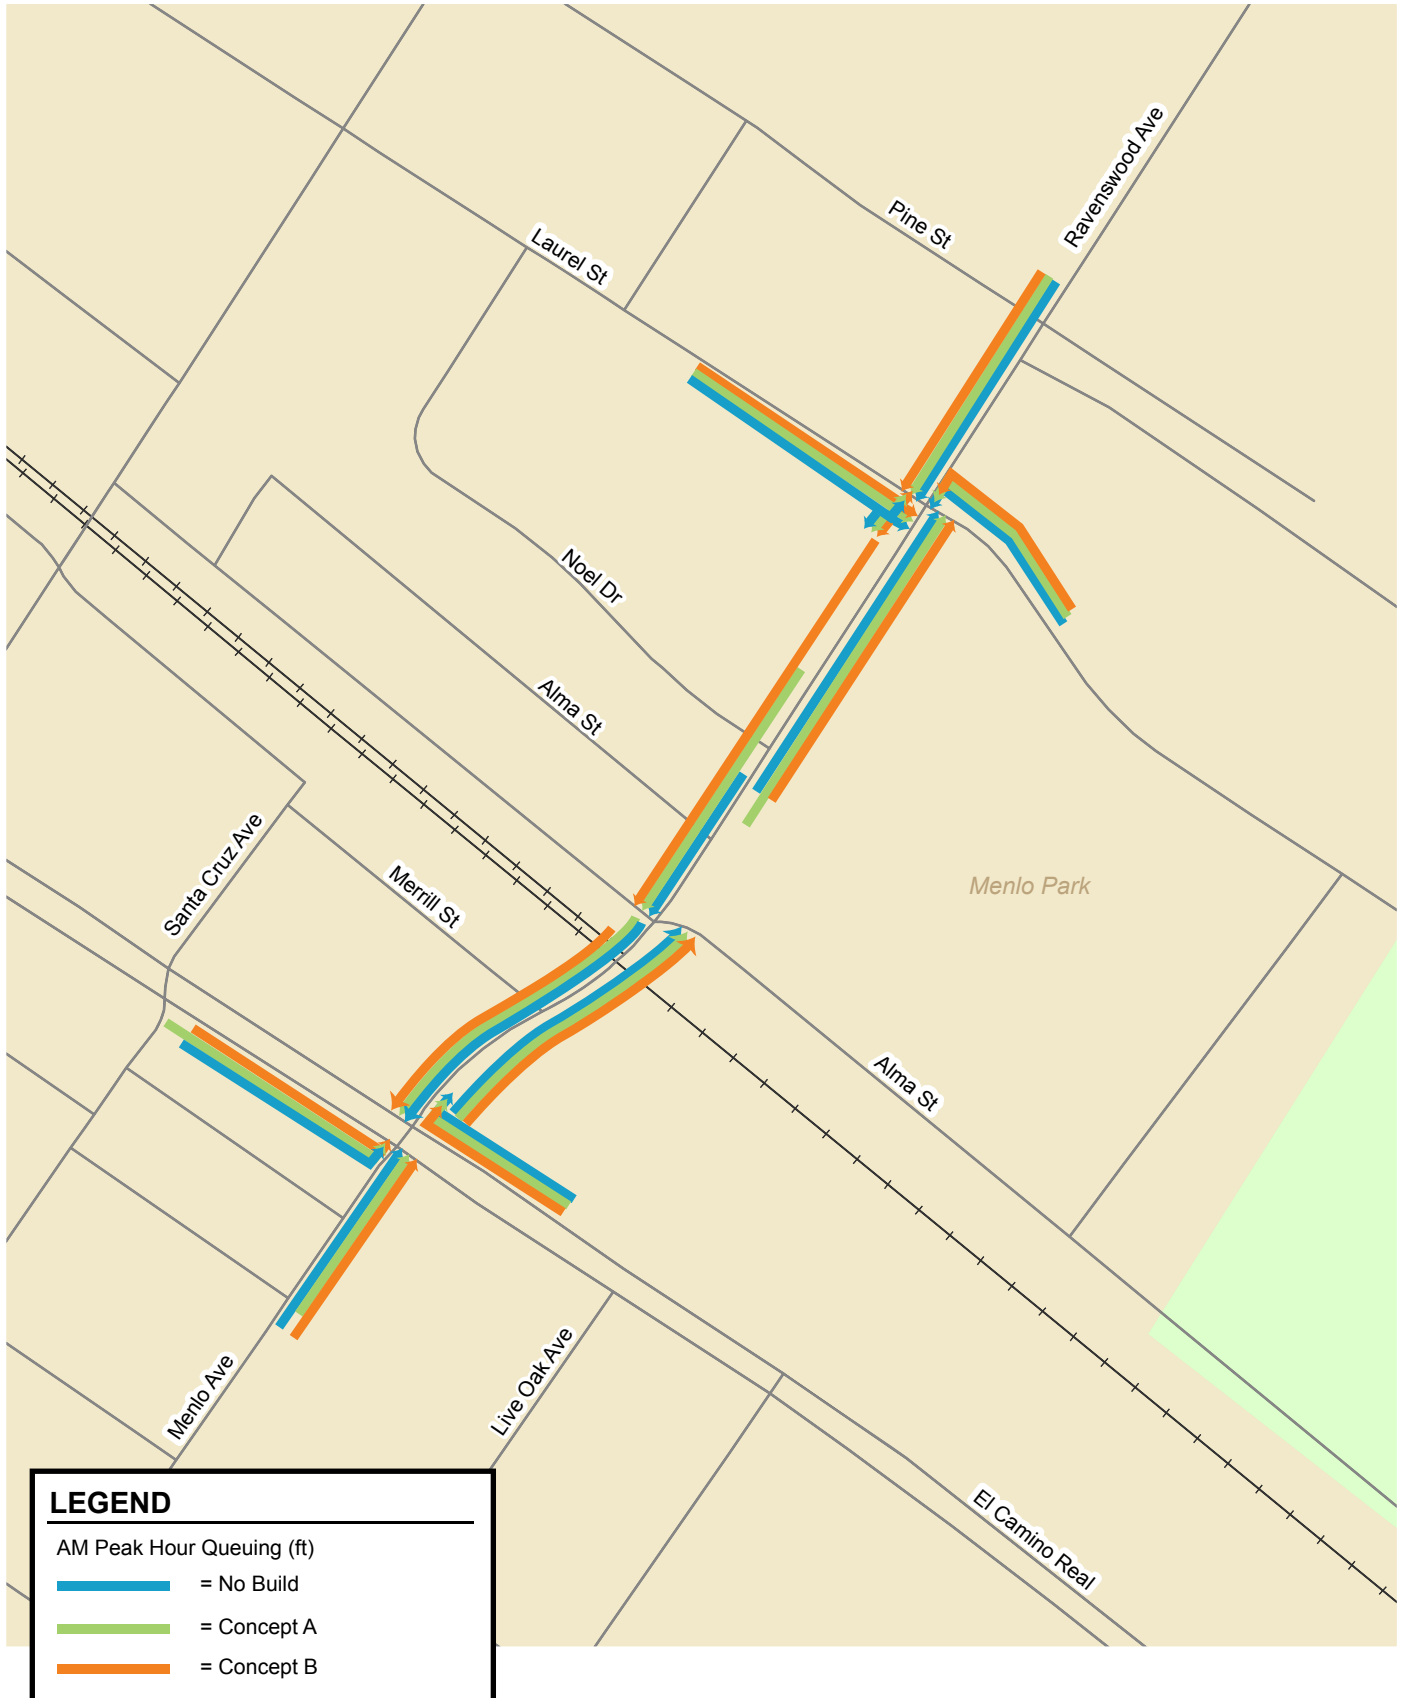 Ravenswood Ave
Pine St
Laurel St
Noel Dr
Alma St
Menlo Park
Santa Cruz Ave
Merrill St
Alma St
Menlo Ave
Live Oak Ave
El Camino Real
LEGEND
AM Peak Hour Queuing (ft)
= No Build
= Concept A
= Concept B